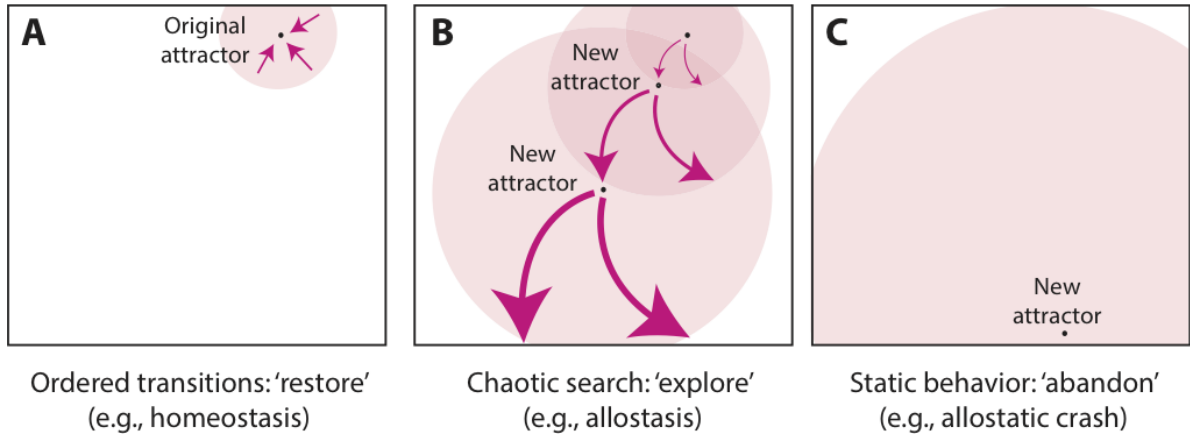 A
Original
attractor
B
New
attractor
New
attractor
C
New
attractor
Ordered transitions: ‘restore’
(e.g., homeostasis)
Chaotic search: ‘explore’
(e.g., allostasis)
Static behavior: ‘abandon’
(e.g., allostatic crash)